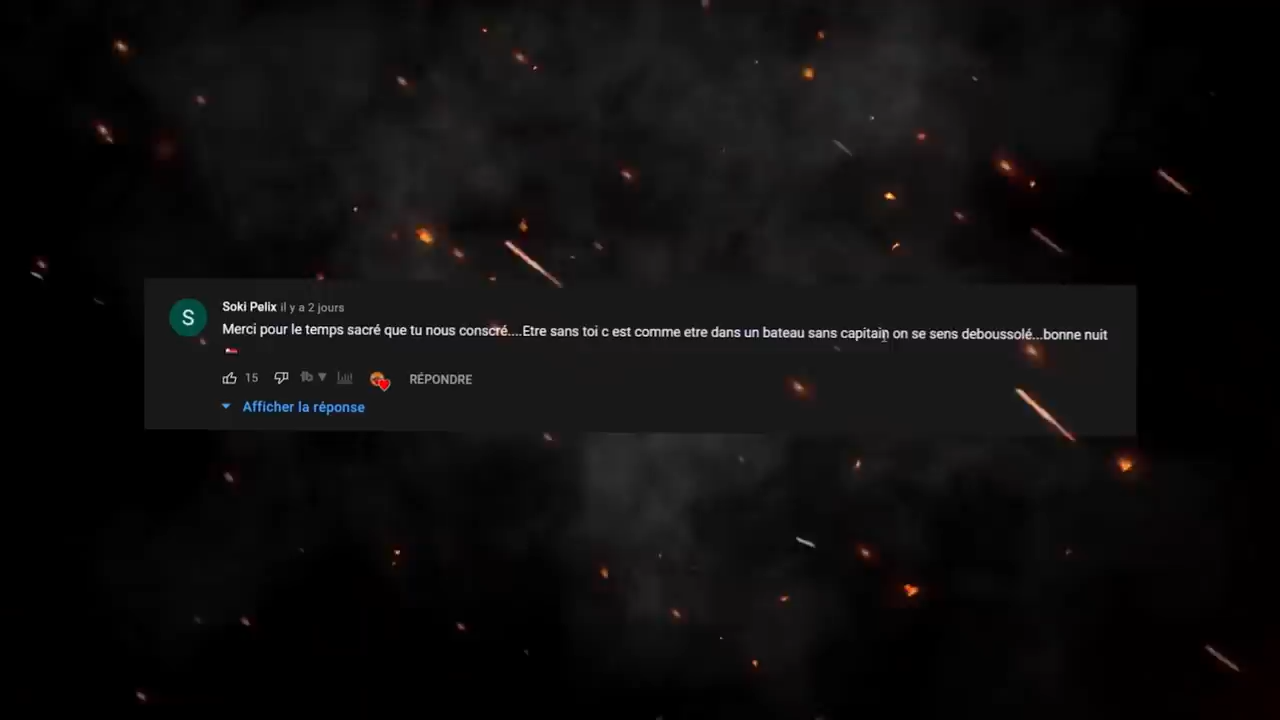 S
Soki Pelix il y a 2 jours
Merci pour le temps sacré que tu nous conscré....Etre sans toi c est comme etre dans un bateau sans capitain on se sens deboussolé...bonne nuit
15 RÉPONDRE
Afficher la réponse